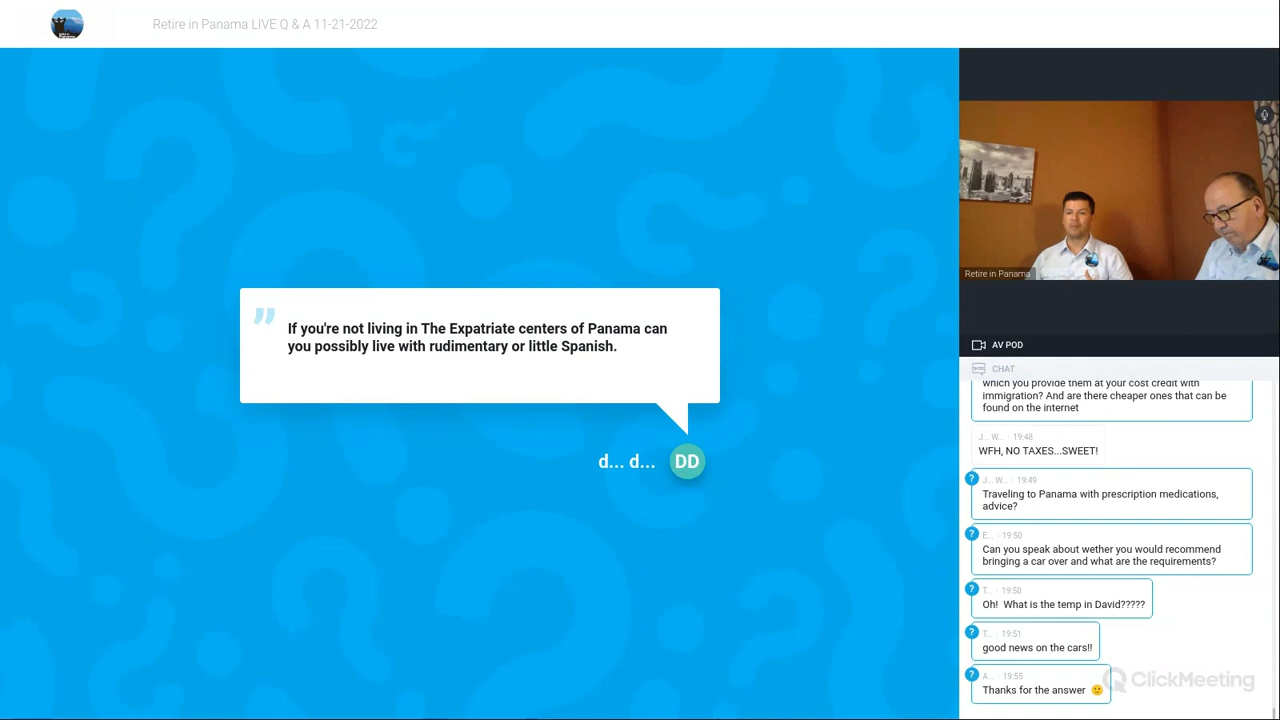 Retire in Panama LIVE Q & A 11-21-2022
If you're not living in The Expatriate centers of Panama can
you possibly live with rudimentary or little Spanish.
d... d...
DD
Retire in Panama
AV POD
CHAT
which you provide them at your cost credit with
immigration? And are there cheaper ones that can be
found on the internet
J... W... 19:48
WFH, NO TAXES...SWEET!
? J... W... 19:49
Traveling to Panama with prescription medications,
advice?
? E... 19:50
Can you speak about wether you would recommend
bringing a car over and what are the requirements?
? T... 19:50
Oh! What is the temp in David?????
? T... 19:51
good news on the cars!!
? A... 19:55
Thanks for the answer 🙂
ClickMeeting